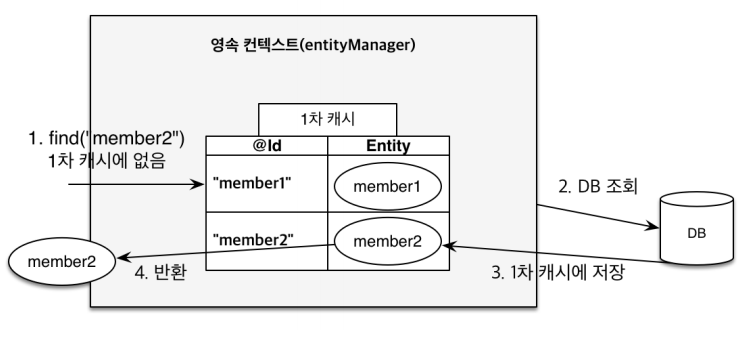 영속 컨텍스트(entityManager)
1차 캐시
@Id
Entity
1. find("member2")
1차 캐시에 없음
"member1"
member1
2. DB 조회
DB
"member2"
member2
member2
4. 반환
3. 1차 캐시에 저장